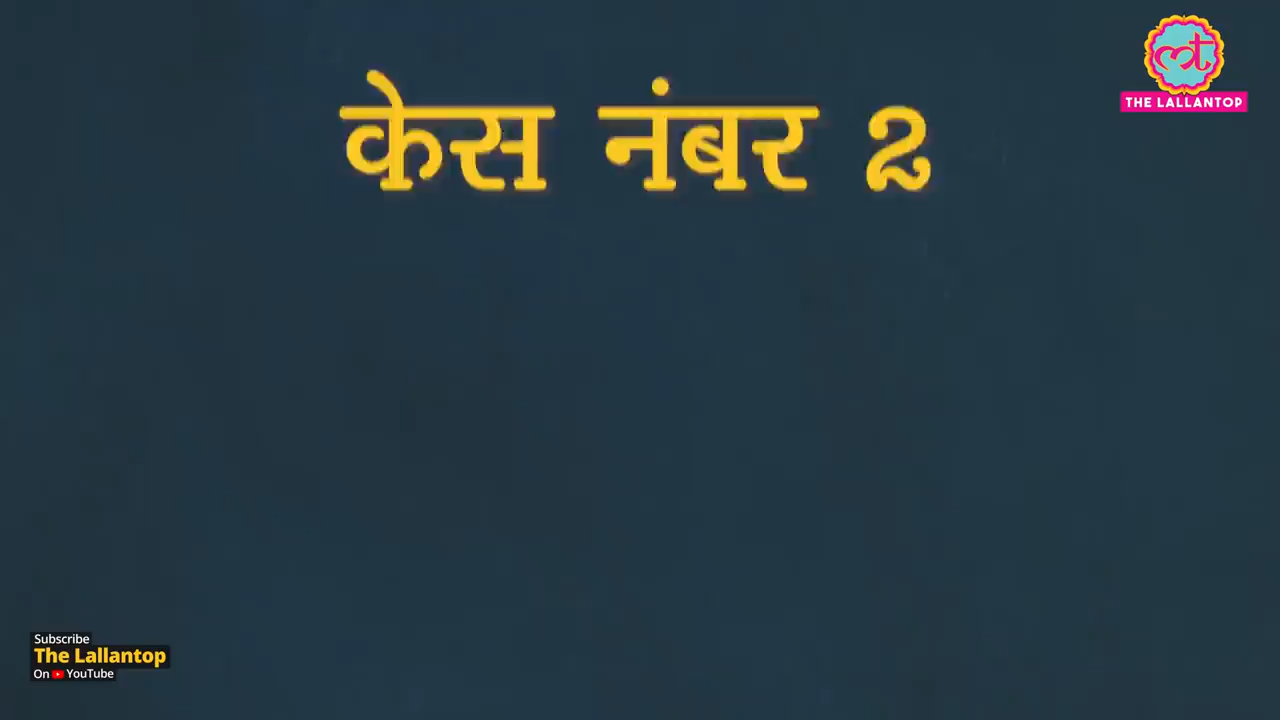 केस नंबर 2
THE LALLANTOP
Subscribe
The Lallantop
On YouTube